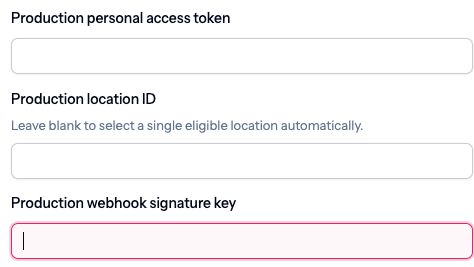 Production personal access token
Production location ID
Leave blank to select a single eligible location automatically.
Production webhook signature key